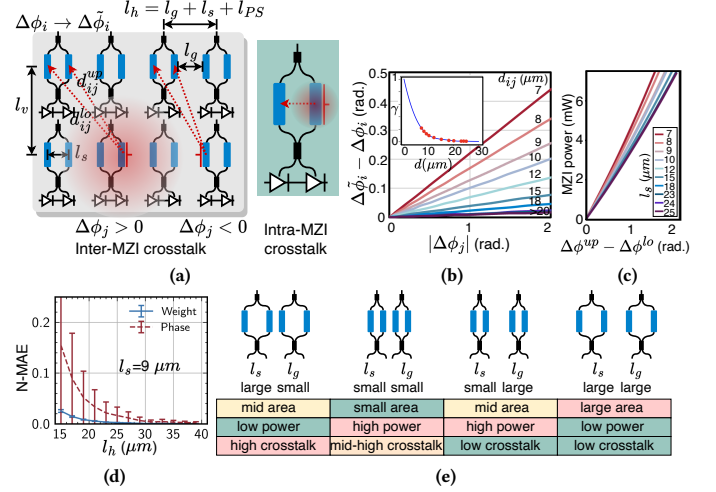 Δϕ_i → Δϕ̃_i
l_h = l_g + l_s + l_PS
l_g
d_ij^up
l_v
d_ij^lo
l_s
Δϕ_j > 0
Δϕ_j < 0
Inter-MZI crosstalk
Intra-MZI
crosstalk
(a)
Δϕ̃_i − Δϕ_i (rad.)
0.5
0.4
0.3
0.2
0.1
0
0
1
2
|Δϕ_j| (rad.)
d_ij (μm)
7
8
9
10
12
15
18
>20
1
γ
0
0
10
20
30
d(μm)
(b)
MZI power (mW)
6
4
2
0
0
1
2
Δϕ^up − Δϕ^lo (rad.)
l_s (μm)
7
8
9
10
12
15
18
23
24
25
(c)
N-MAE
0.2
0.1
0.0
15
20
25
30
35
40
l_h (μm)
Weight
Phase
l_s=9 μm
(d)
l_s l_g l_s l_g l_s l_g l_s l_g
large small small small small large large large
mid area small area mid area large area
low power high power high power low power
high crosstalk mid-high crosstalk low crosstalk low crosstalk
(e)